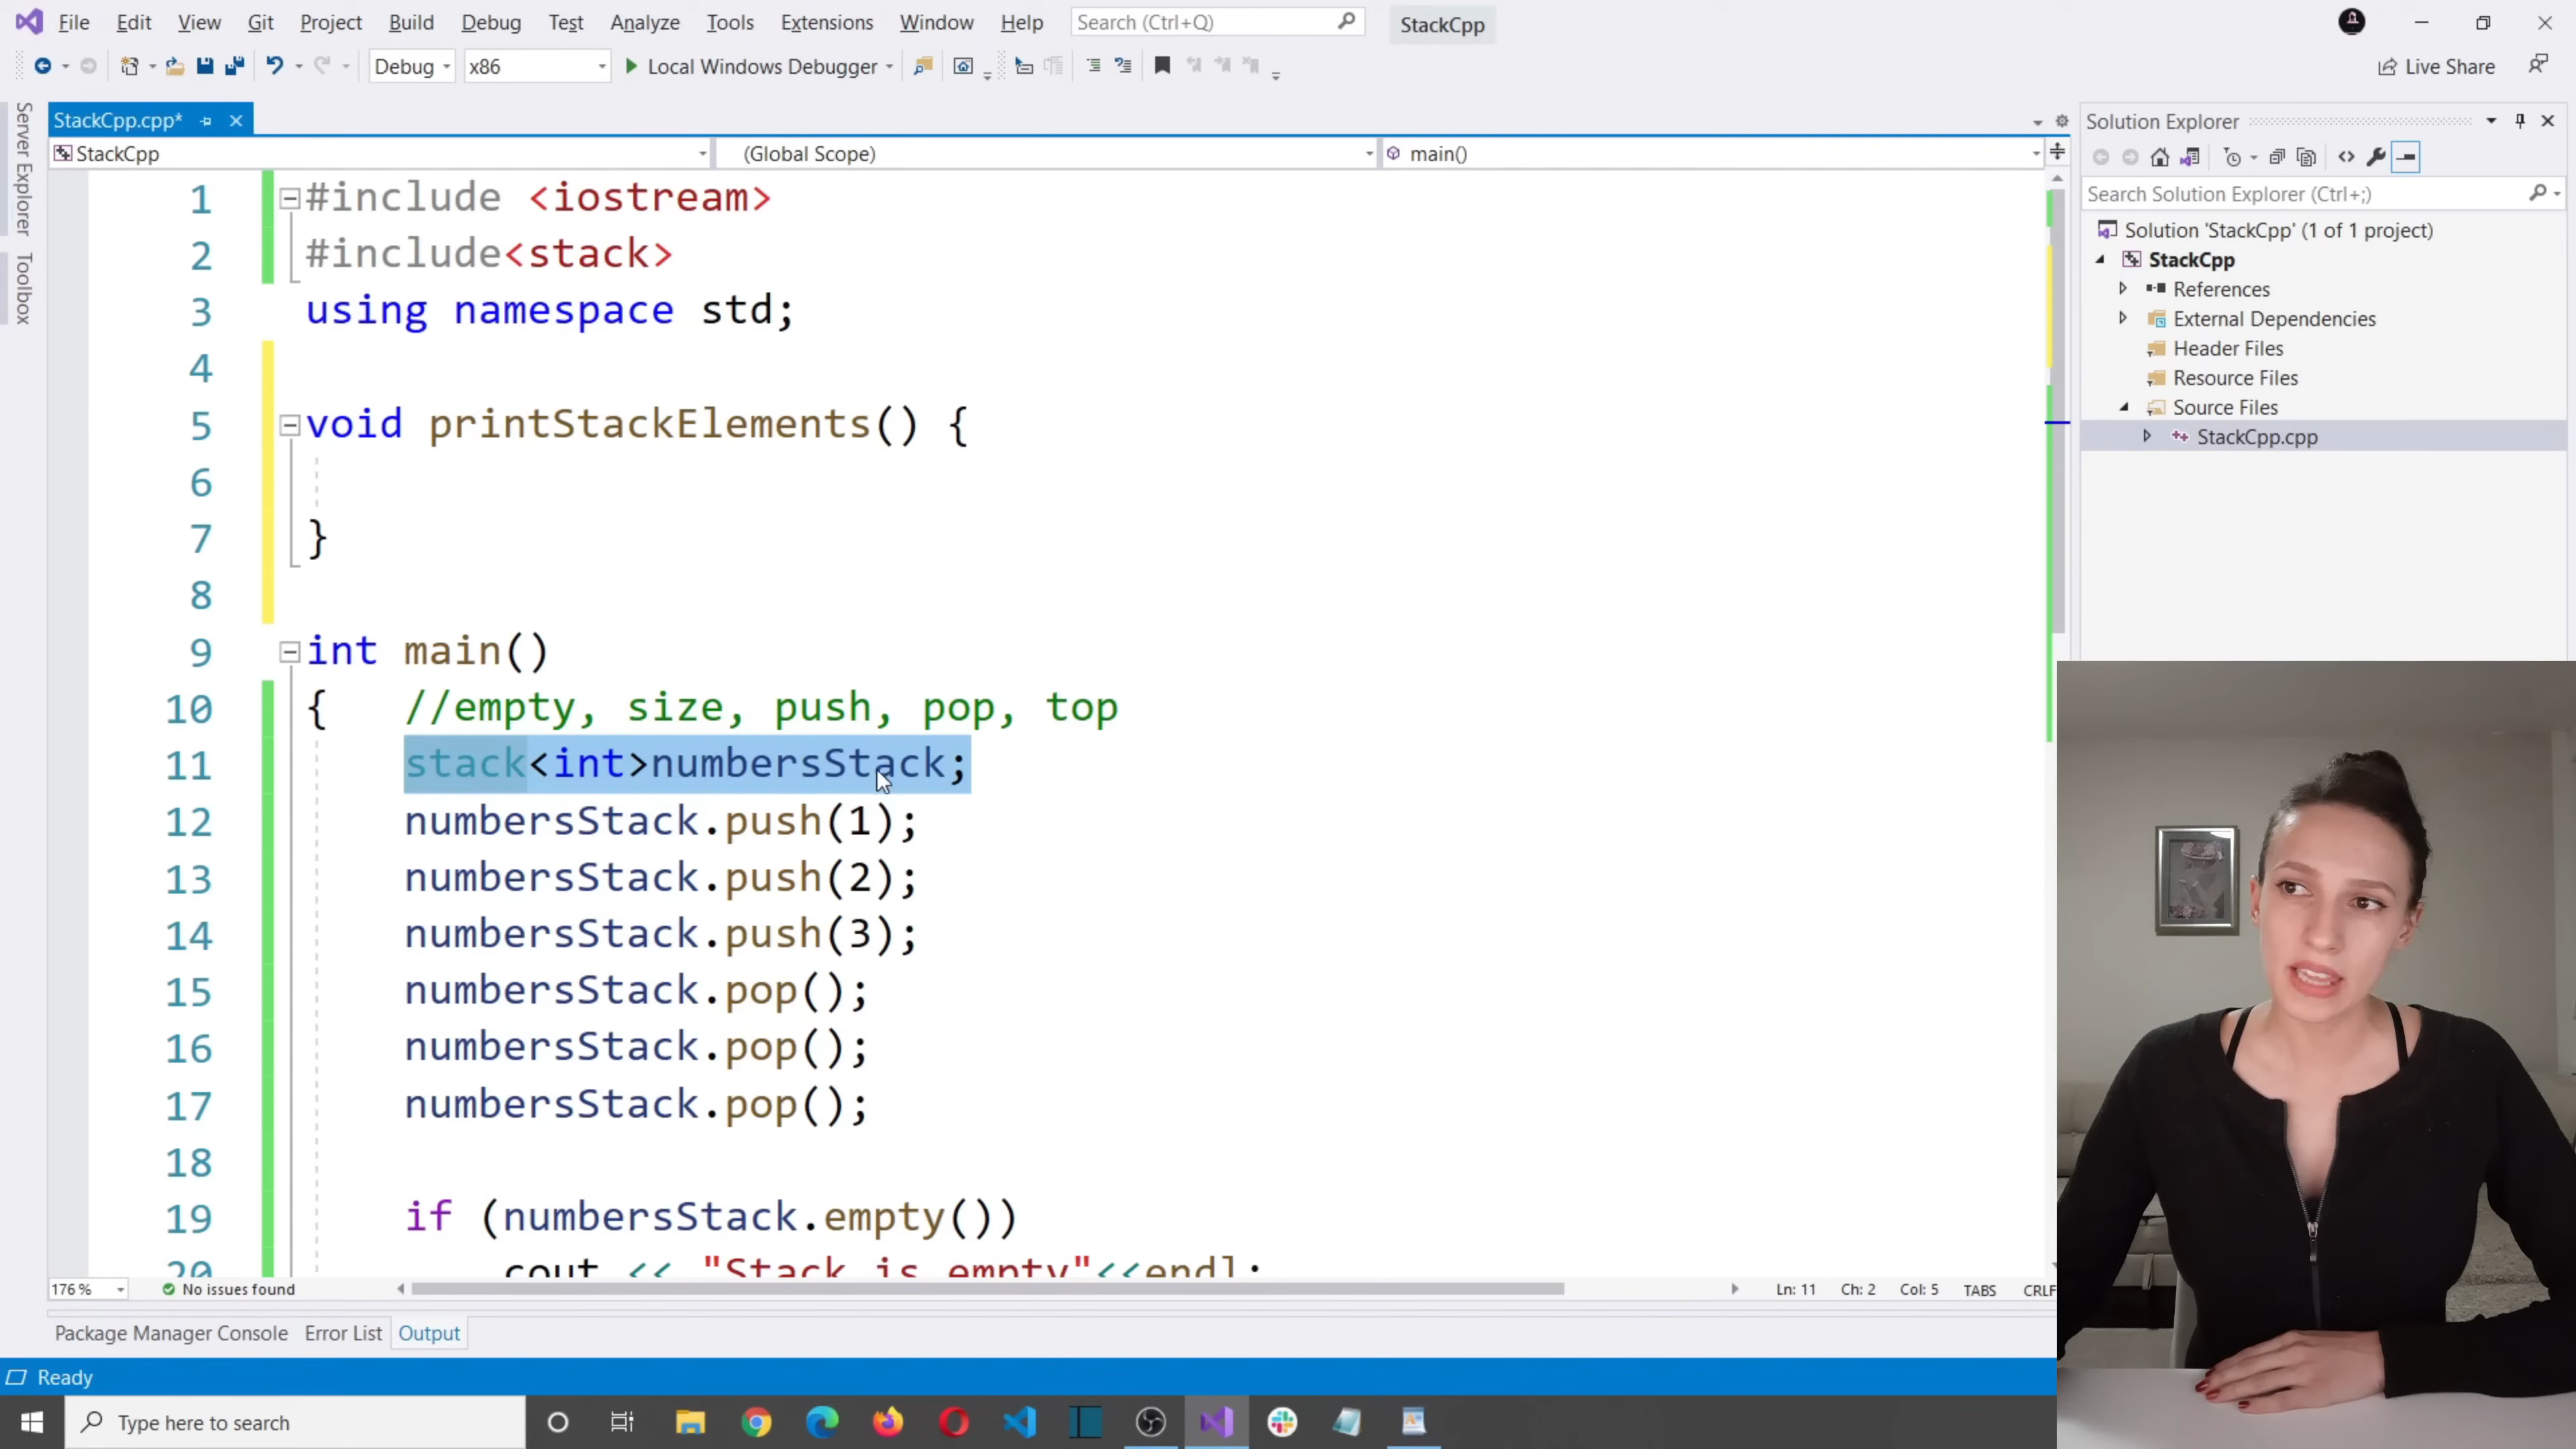 File Edit View Git Project Build Debug Test Analyze Tools Extensions Window Help Search (Ctrl+Q) StackCpp
Debug x86 Local Windows Debugger Live Share
Server Explorer
Toolbox
StackCpp.cpp*
StackCpp (Global Scope) main()
1 #include <iostream>
2 #include<stack>
3 using namespace std;
4
5 void printStackElements() {
6
7 }
8
9 int main()
10 { //empty, size, push, pop, top
11 stack<int>numbersStack;
12 numbersStack.push(1);
13 numbersStack.push(2);
14 numbersStack.push(3);
15 numbersStack.pop();
16 numbersStack.pop();
17 numbersStack.pop();
18
19 if (numbersStack.empty())
20 cout << "Stack is empty"<<endl;
176 % No issues found Ln: 11 Ch: 2 Col: 5 TABS CRLF
Package Manager Console Error List Output
Ready
Type here to search
Solution Explorer
Search Solution Explorer (Ctrl+;)
Solution 'StackCpp' (1 of 1 project)
StackCpp
References
External Dependencies
Header Files
Resource Files
Source Files
StackCpp.cpp